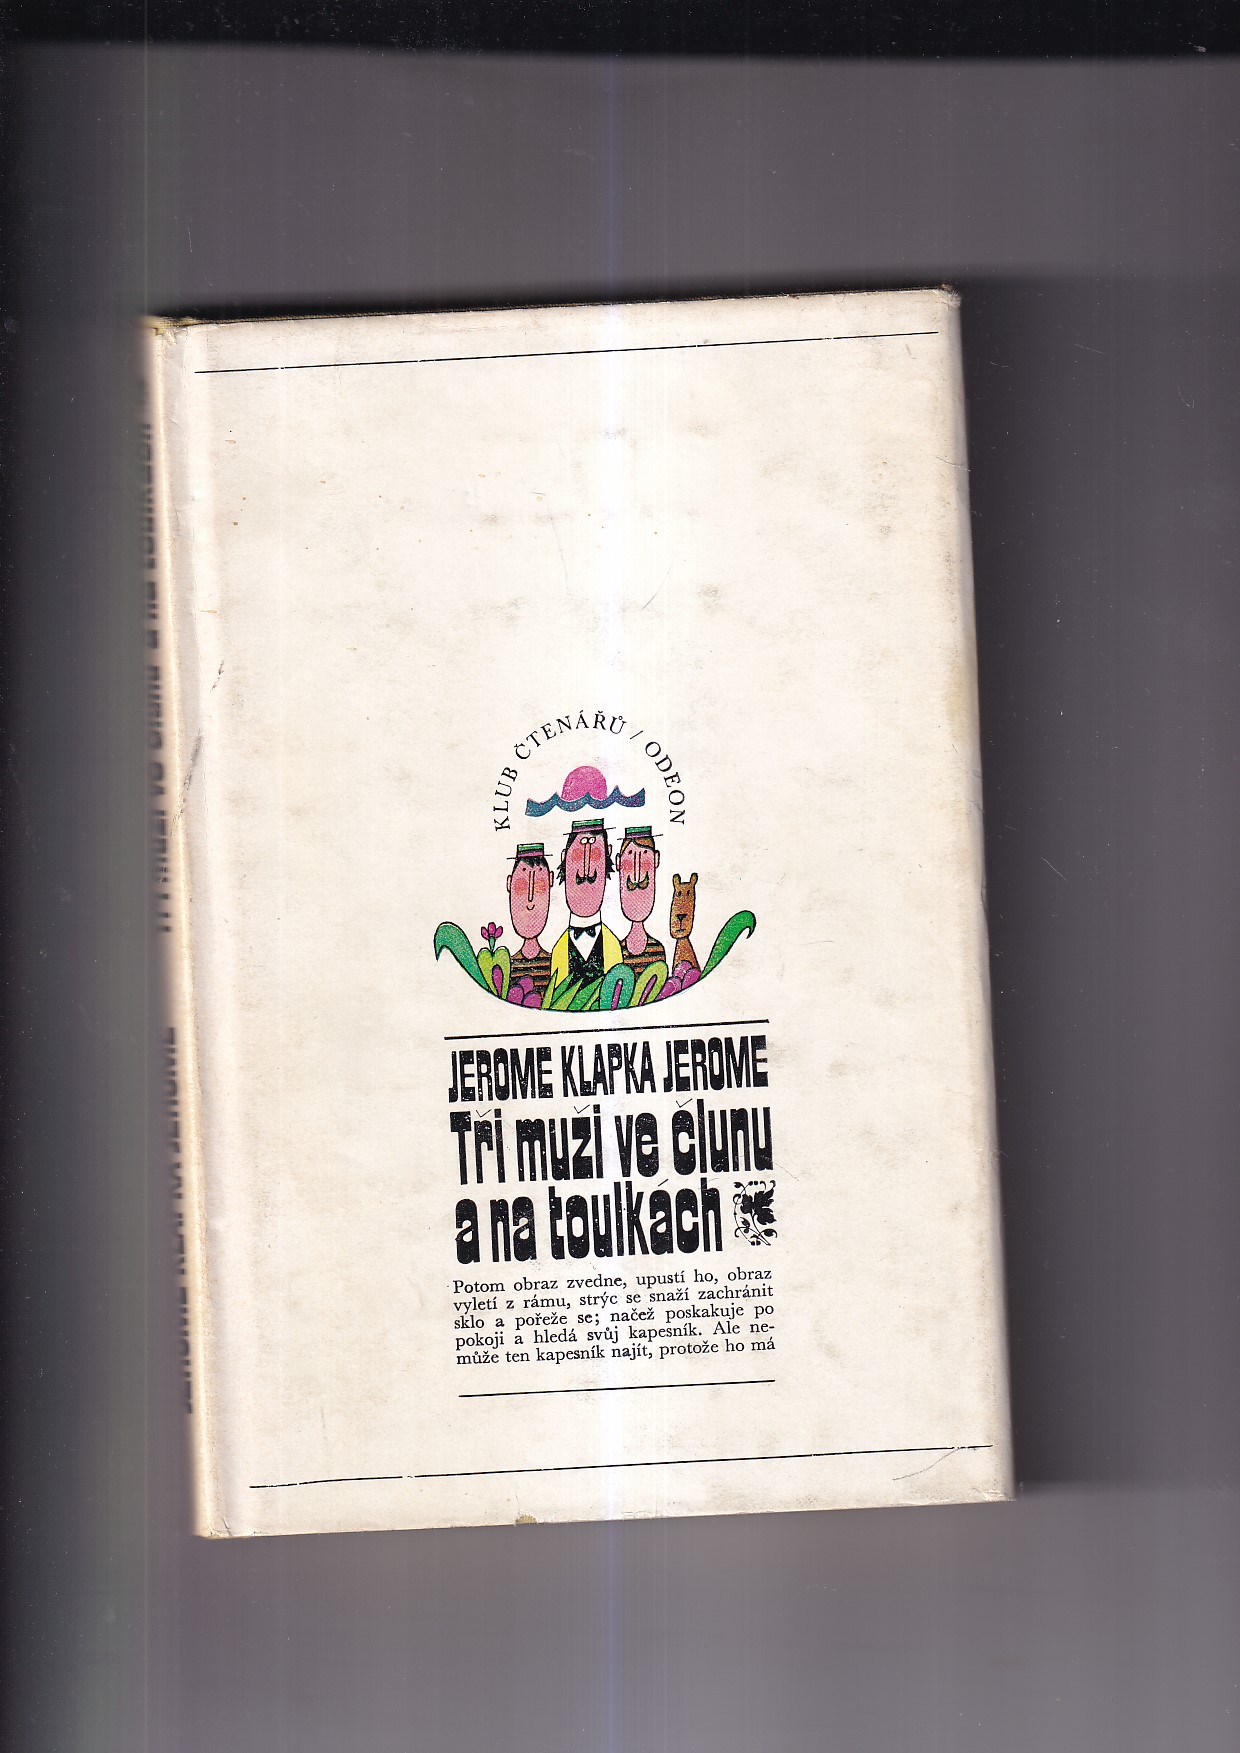 KLUB ČTENÁŘŮ / ODEON
JEROME KLAPKA JEROME
Tři muži ve člunu
a na toulkách
Potom obraz zvedne, upustí ho, obraz
vyletí z rámu, strýc se snaží zachránit
sklo a pořeže se; načež poskakuje po
pokoji a hledá svůj kapesník. Ale ne-
může ten kapesník najít, protože ho má